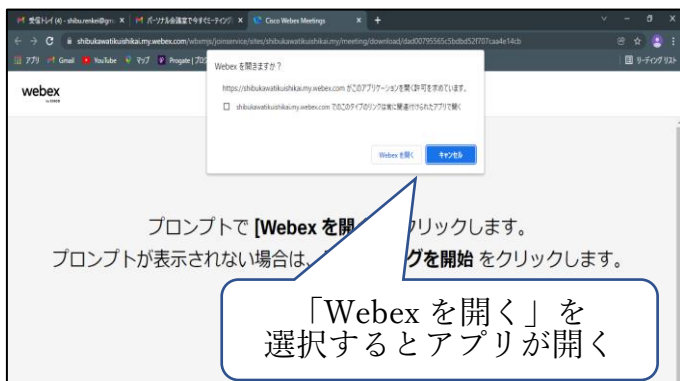 受信トレイ (4) - shibu.renkei@gm
パーソナル会議室で今すぐミーティング
Cisco Webex Meetings
shibukawatikuishikai.my.webex.com/wbxmjs/joinservice/sites/shibukawatikuishikai.my/meeting/download/dad00795565c5bdbd52f707caa4e14cb
アプリ
Gmail
YouTube
マップ
Progate |
リーディング リスト
webex
by CISCO
Webex を開きますか？
https://shibukawatikuishikai.my.webex.com がこのアプリケーションを開く許可を求めています。
shibukawatikuishikai.my.webex.com でのこのタイプのリンクは常に関連付けられたアプリで開く
Webex を開く
キャンセル
プロンプトで [Webex を開 クリックします。
プロンプトが表示されない場合は、 グを開始 をクリックします。
「Webex を開く」を
選択するとアプリが開く